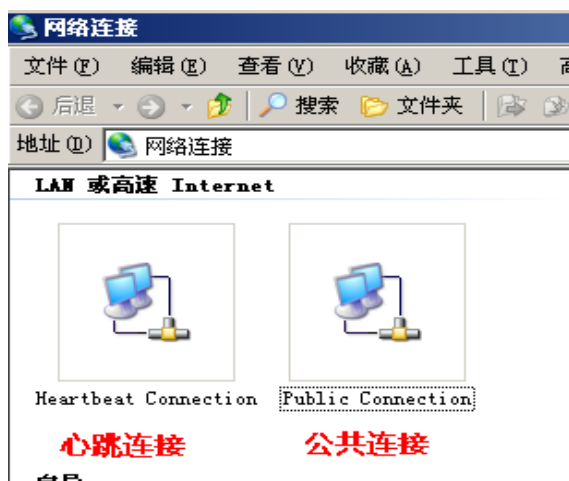 网络连接
文件(F) 编辑(E) 查看(V) 收藏(A) 工具(T)
后退 搜索 文件夹
地址(D) 网络连接
LAN 或高速 Internet
Heartbeat Connection Public Connection
心跳连接 公共连接